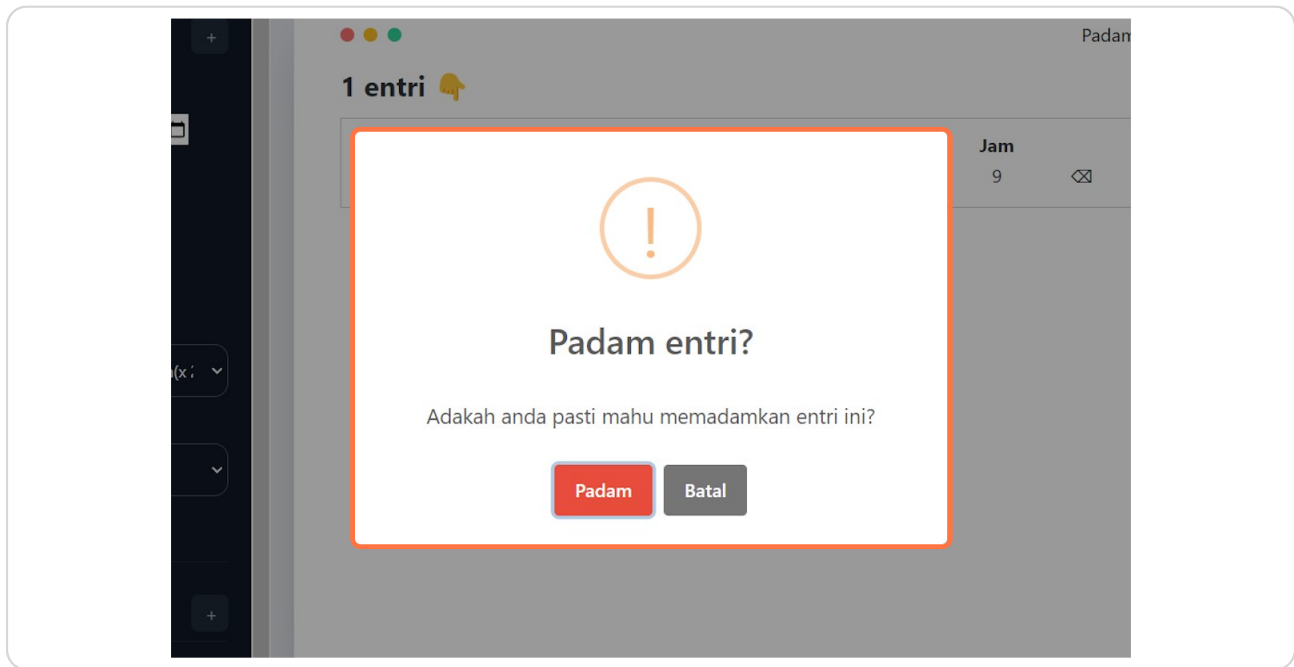 +
Padam
1 entri 👇
Jam
9
!
Padam entri?
(x
Adakah anda pasti mahu memadamkan entri ini?
Padam Batal
+